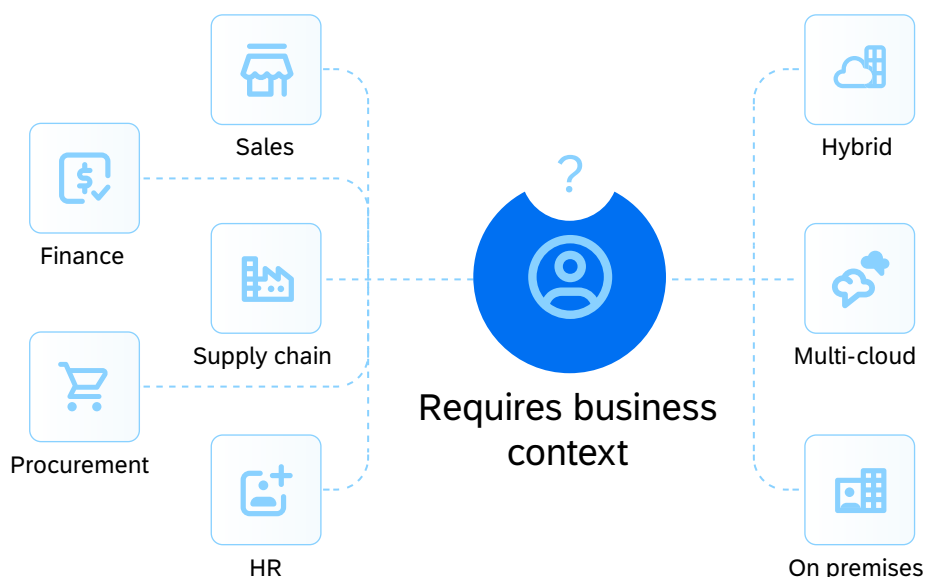 Sales
Hybrid
?
Finance
Supply chain
Multi-cloud
Requires business
context
Procurement
HR
On premises